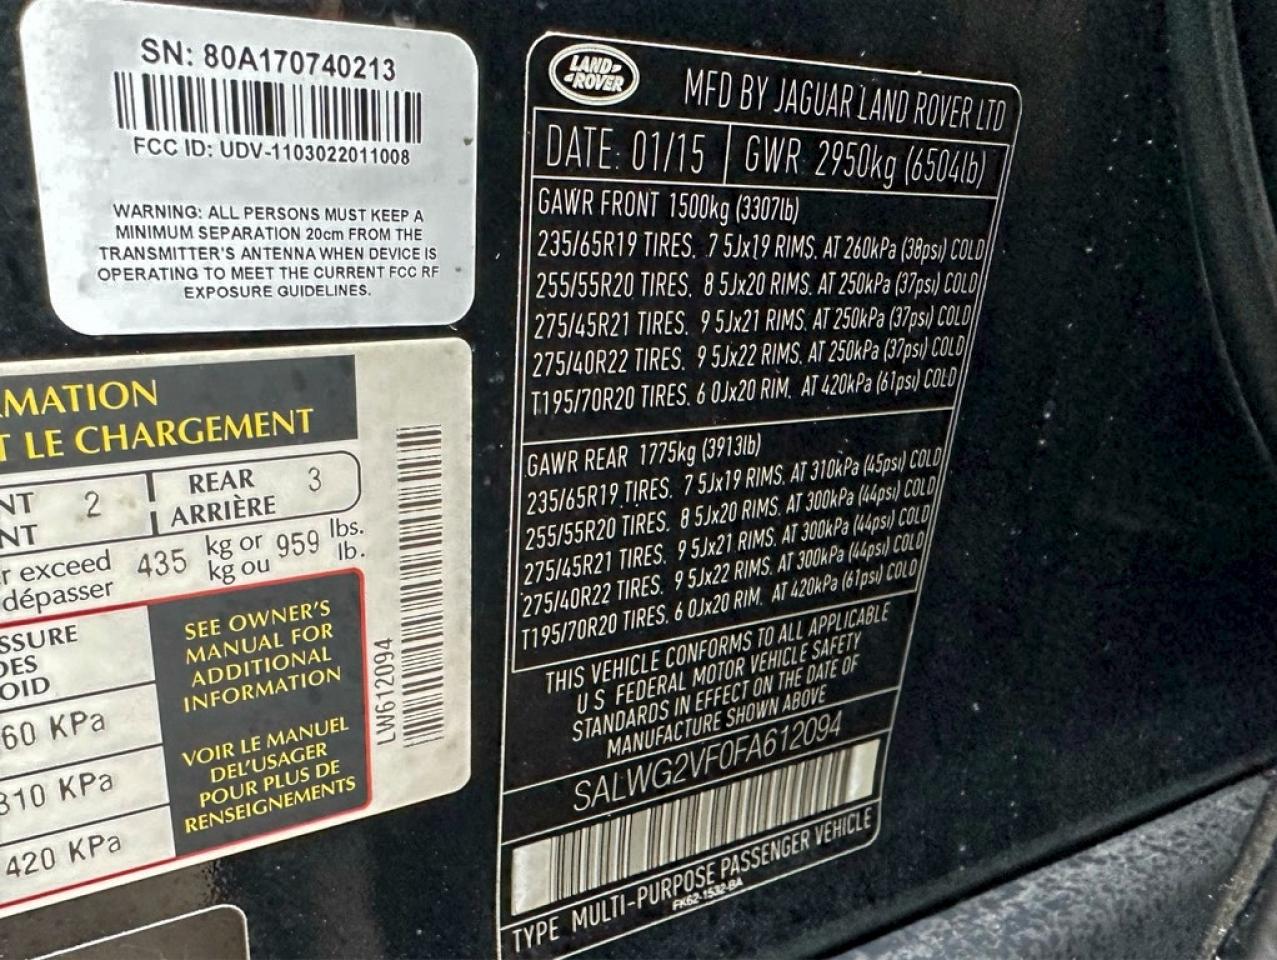 SN: 80A170740213
FCC ID: UDV-1103022011008
WARNING: ALL PERSONS MUST KEEP A
MINIMUM SEPARATION 20cm FROM THE
TRANSMITTER'S ANTENNA WHEN DEVICE IS
OPERATING TO MEET THE CURRENT FCC RF
EXPOSURE GUIDELINES.
RMATION
T LE CHARGEMENT
NT 2 REAR 3
NT ARRIÈRE
r exceed 435 kg or 959 lbs.
dépasser kg ou lb.
SSURE
DES
OID
60 KPa
310 KPa
420 KPa
SEE OWNER'S
MANUAL FOR
ADDITIONAL
INFORMATION
VOIR LE MANUEL
DEL'USAGER
POUR PLUS DE
RENSEIGNEMENTS
LW612094
LAND-
-ROVER
MFD BY JAGUAR LAND ROVER LTD
DATE: 01/15 GWR 2950kg (6504lb)
GAWR FRONT 1500kg (3307lb)
235/65R19 TIRES. 7 5Jx19 RIMS. AT 260kPa (38psi) COLD
255/55R20 TIRES. 8 5Jx20 RIMS. AT 250kPa (37psi) COLD
275/45R21 TIRES. 9 5Jx21 RIMS. AT 250kPa (37psi) COLD
275/40R22 TIRES. 9 5Jx22 RIMS. AT 250kPa (37psi) COLD
T195/70R20 TIRES. 6 0Jx20 RIM. AT 420kPa (61psi) COLD
GAWR REAR 1775kg (3913lb)
235/65R19 TIRES. 7 5Jx19 RIMS. AT 310kPa (45psi) COLD
255/55R20 TIRES. 8 5Jx20 RIMS. AT 300kPa (44psi) COLD
275/45R21 TIRES. 9 5Jx21 RIMS. AT 300kPa (44psi) COLD
275/40R22 TIRES. 9 5Jx22 RIMS. AT 300kPa (44psi) COLD
T195/70R20 TIRES. 6 0Jx20 RIM. AT 420kPa (61psi) COLD
THIS VEHICLE CONFORMS TO ALL APPLICABLE
U S FEDERAL MOTOR VEHICLE SAFETY
STANDARDS IN EFFECT ON THE DATE OF
MANUFACTURE SHOWN ABOVE
SALWG2VF0FA612094
TYPE MULTI-PURPOSE PASSENGER VEHICLE
FK62-1532-BA